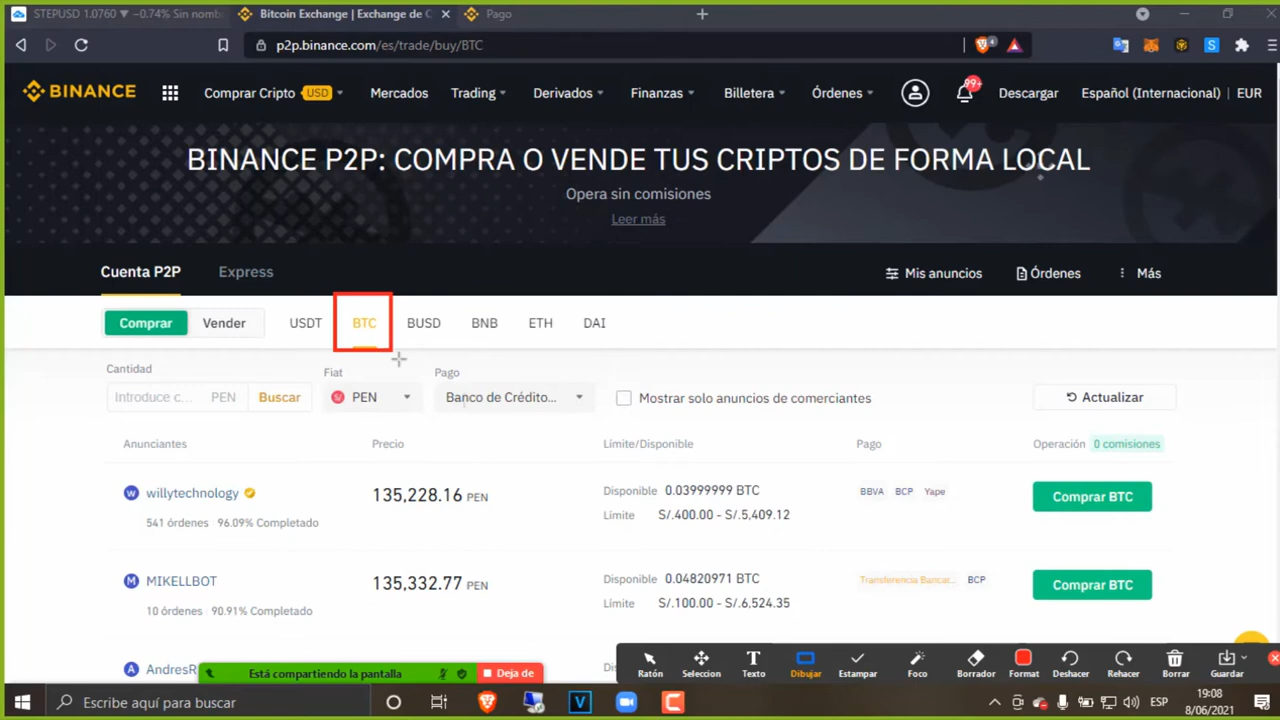 STEPUSD 1.0760 ▼ −0.74% Sin nomb
Bitcoin Exchange | Exchange de C
Pago
p2p.binance.com/es/trade/buy/BTC
BINANCE
Comprar Cripto USD
Mercados
Trading
Derivados
Finanzas
Billetera
Órdenes
99+
Descargar
Español (Internacional) | EUR
BINANCE P2P: COMPRA O VENDE TUS CRIPTOS DE FORMA LOCAL
Opera sin comisiones
Leer más
Cuenta P2P
Express
Mis anuncios
Órdenes
Más
Comprar
Vender
USDT
BTC
BUSD
BNB
ETH
DAI
Cantidad
Fiat
Pago
Introduce c... PEN Buscar
PEN
Banco de Crédito...
Mostrar solo anuncios de comerciantes
Actualizar
Anunciantes
Precio
Límite/Disponible
Pago
Operación 0 comisiones
W willytechnology
541 órdenes 96.09% Completado
135,228.16 PEN
Disponible 0.03999999 BTC
Límite S/.400.00 - S/.5,409.12
BBVA BCP Yape
Comprar BTC
M MIKELLBOT
10 órdenes 90.91% Completado
135,332.77 PEN
Disponible 0.04820971 BTC
Límite S/.100.00 - S/.6,524.35
Transferencia Bancar... BCP
Comprar BTC
A AndresR
Está compartiendo la pantalla
Deja de
Ratón
Seleccion
Texto
Dibujar
Estampar
Foco
Borrador
Format
Deshacer
Rehacer
Borrar
Guardar
Escribe aquí para buscar
ESP
19:08
8/06/2021